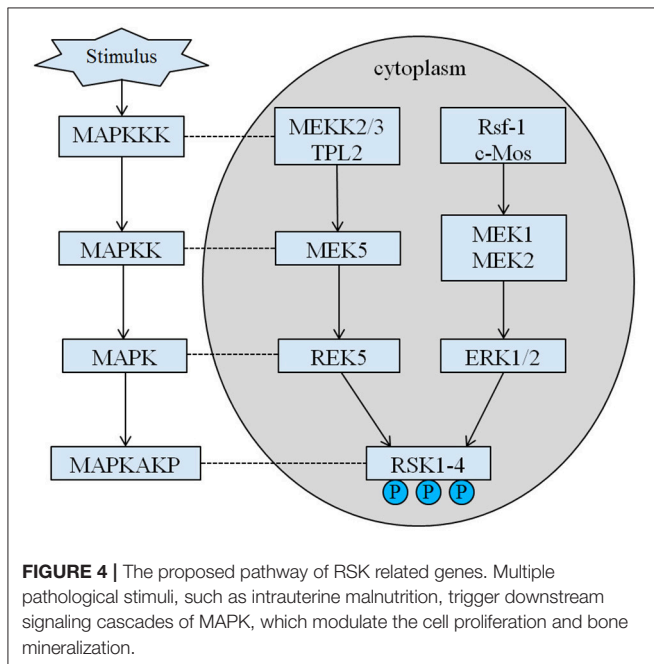 Stimulus
cytoplasm
MAPKKK
MEKK2/3
TPL2
Rsf-1
c-Mos
MAPKK
MEK5
MEK1
MEK2
MAPK
REK5
ERK1/2
MAPKAKP
RSK1-4
P P P
FIGURE 4 | The proposed pathway of RSK related genes. Multiple
pathological stimuli, such as intrauterine malnutrition, trigger downstream
signaling cascades of MAPK, which modulate the cell proliferation and bone
mineralization.